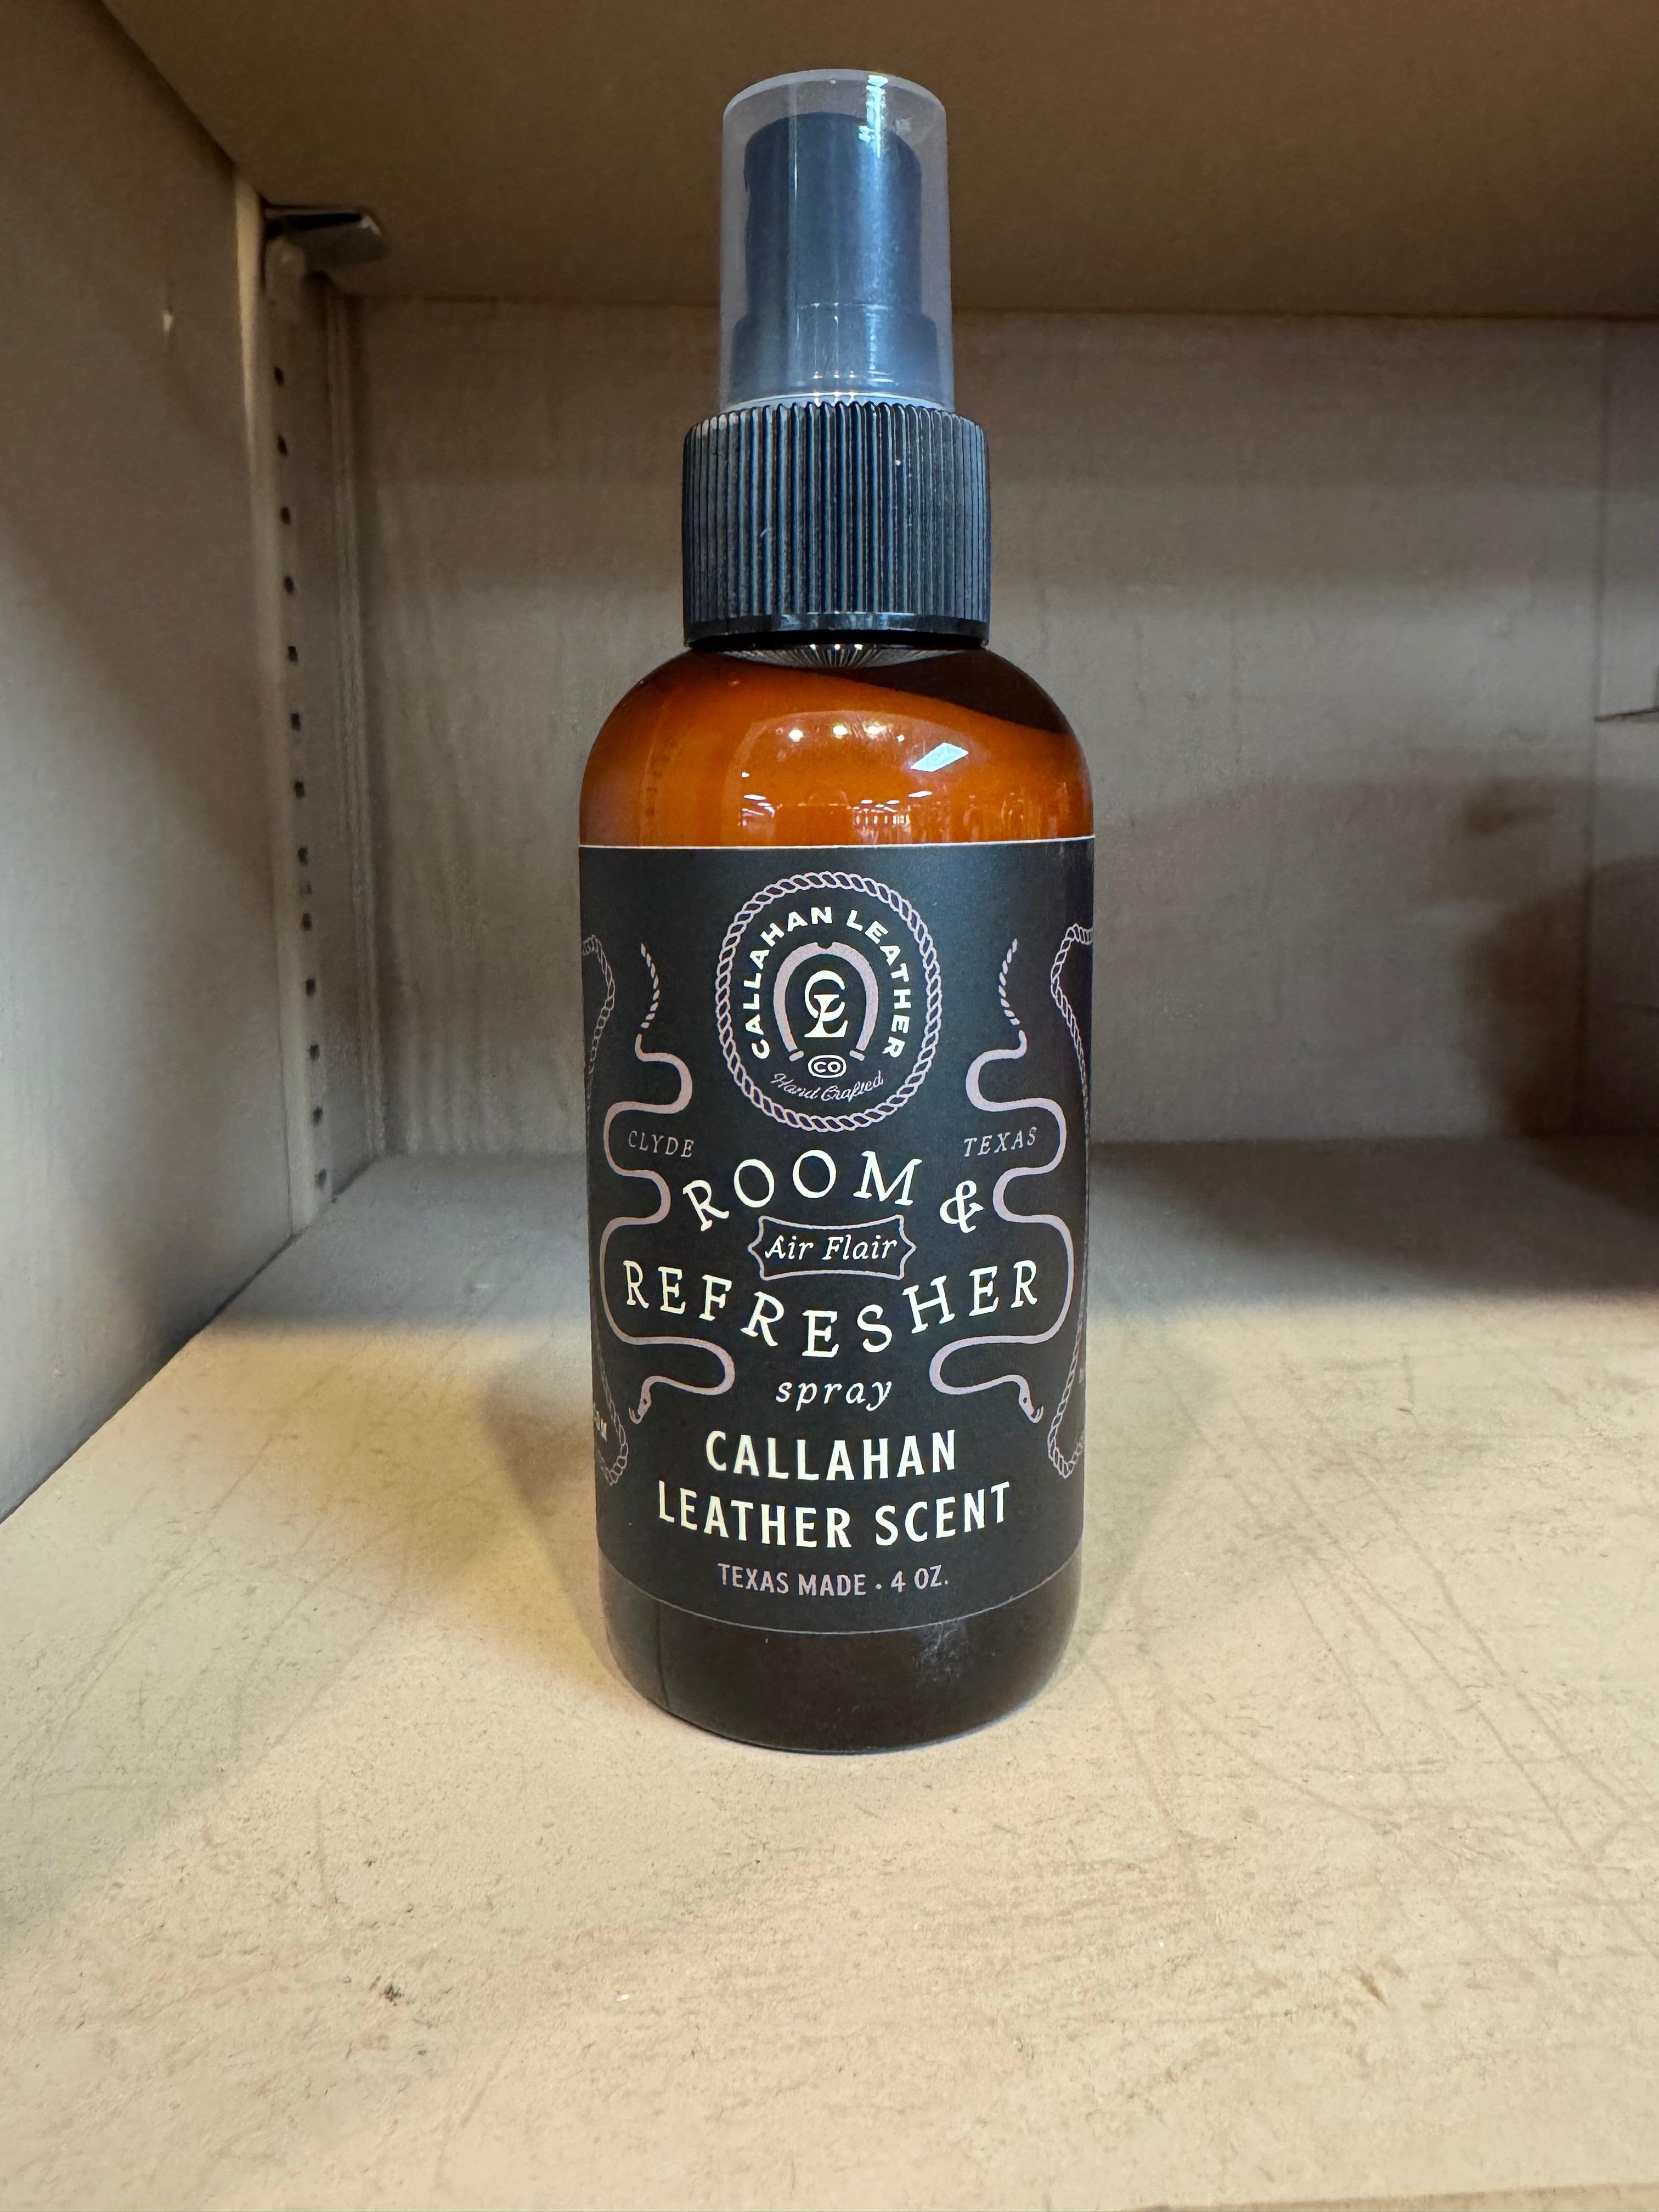 CALLAHAN LEATHER
CL
CO
Hand Crafted
CLYDE TEXAS
ROOM &
Air Flair
REFRESHER
spray
CALLAHAN
LEATHER SCENT
TEXAS MADE • 4 OZ.